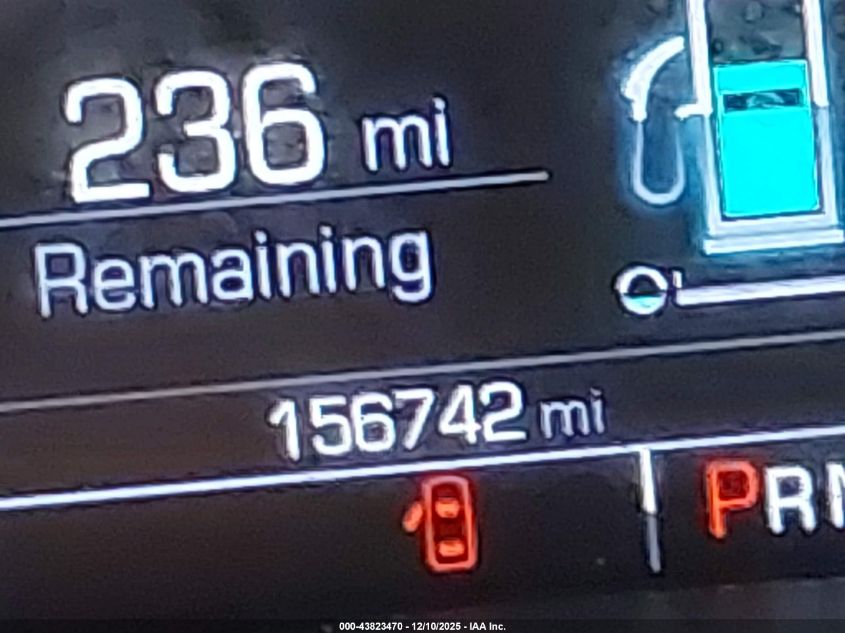 236 mi
Remaining
156742 mi
PRN
000-43823470 - 12/10/2025 - IAA Inc.